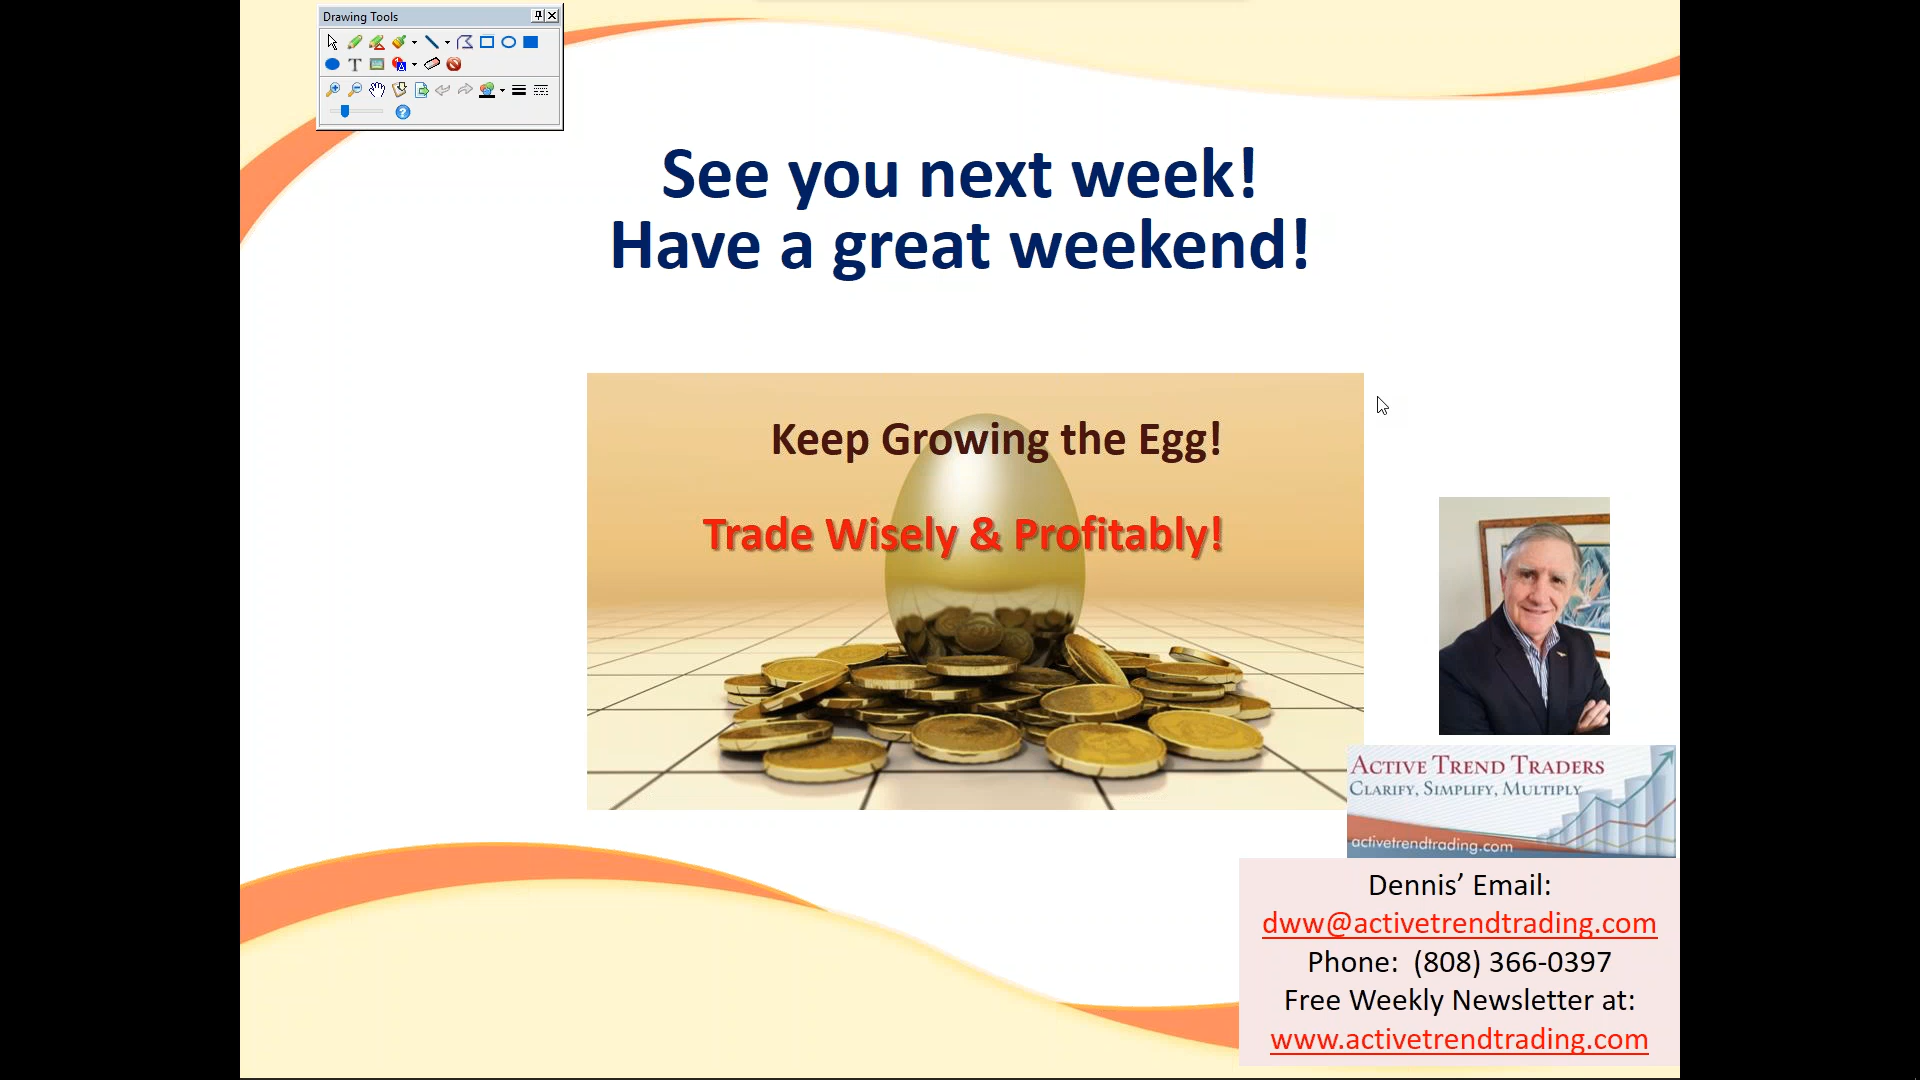 Drawing Tools
See you next week!
Have a great weekend!
Keep Growing the Egg!
Trade Wisely & Profitably!
ACTIVE TREND TRADERS
CLARIFY, SIMPLIFY, MULTIPLY
activetrendtrading.com
Dennis’ Email:
dww@activetrendtrading.com
Phone:  (808) 366-0397
Free Weekly Newsletter at:
www.activetrendtrading.com